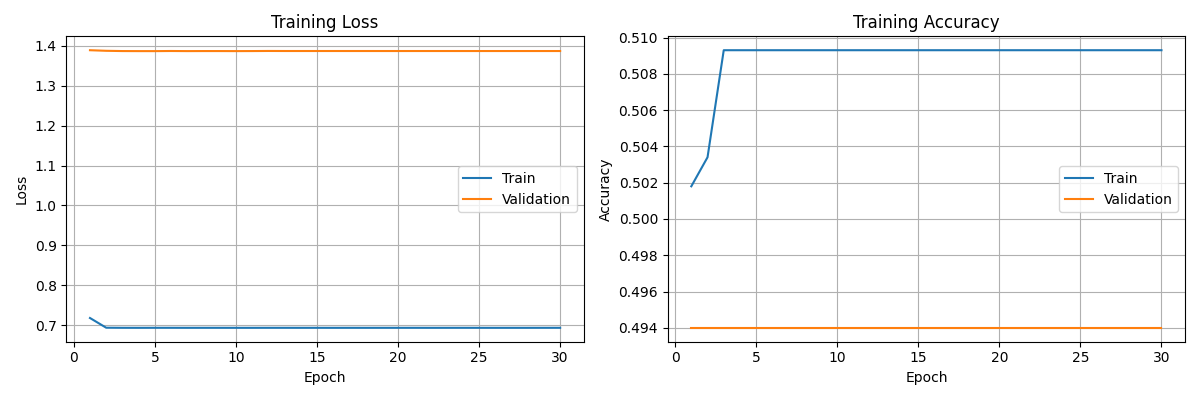 Training Loss
1.4
1.3
1.2
1.1
1.0
0.9
0.8
0.7
Loss
Train
Validation
0 5 10 15 20 25 30
Epoch
Training Accuracy
0.510
0.508
0.506
0.504
0.502
0.500
0.498
0.496
0.494
Accuracy
Train
Validation
0 5 10 15 20 25 30
Epoch